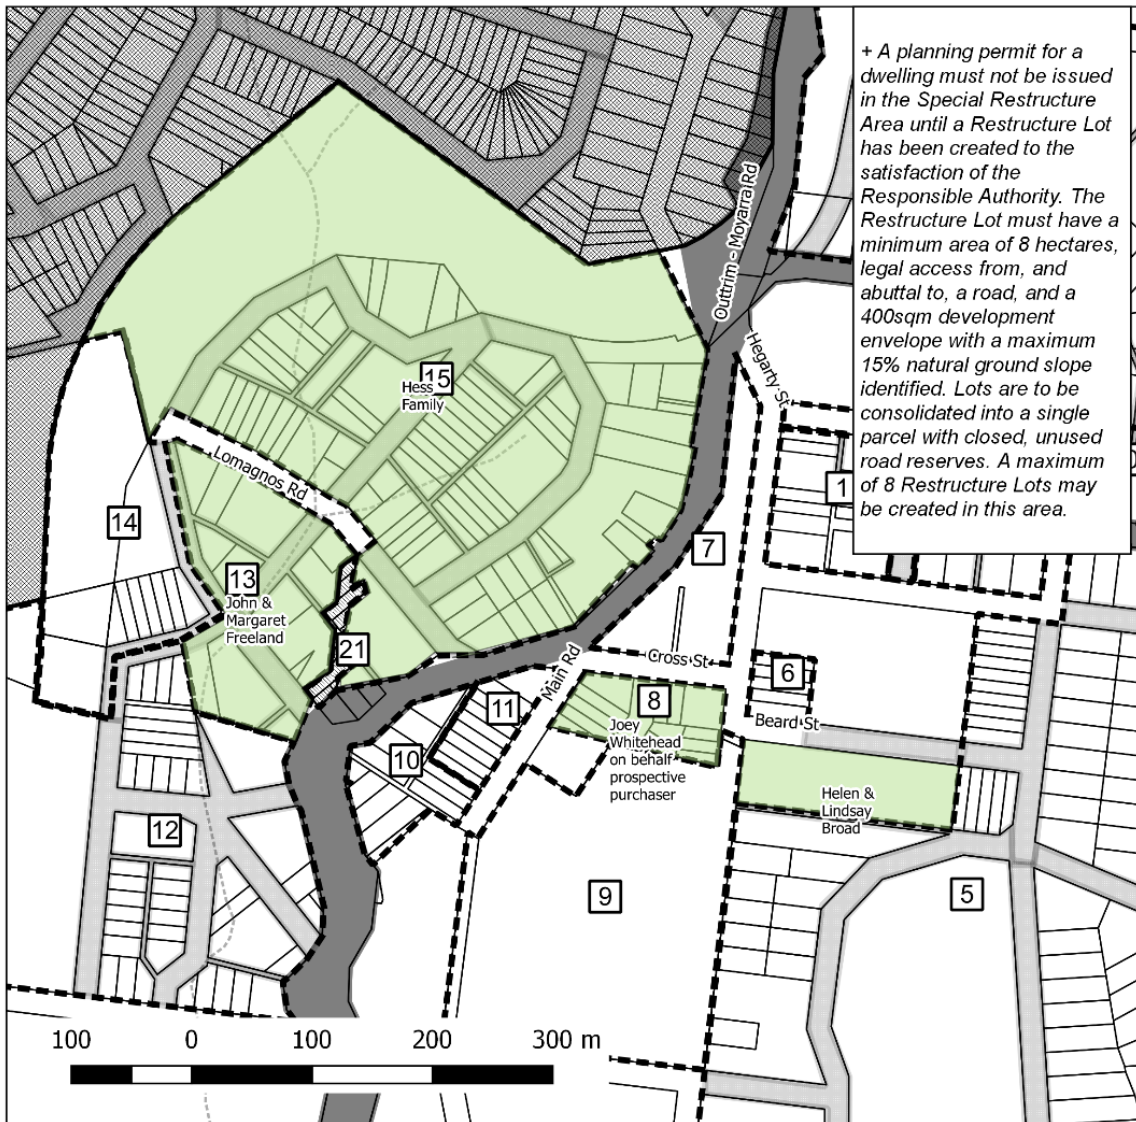 + A planning permit for a
dwelling must not be issued
in the Special Restructure
Area until a Restructure Lot
has been created to the
satisfaction of the
Responsible Authority. The
Restructure Lot must have a
minimum area of 8 hectares,
legal access from, and
abuttal to, a road, and a
400sqm development
envelope with a maximum
15% natural ground slope
identified. Lots are to be
consolidated into a single
parcel with closed, unused
road reserves. A maximum
of 8 Restructure Lots may
be created in this area.
Outtrim - Moyarra Rd
Hegarty St
15
Hess
Family
Lomagnos Rd
1
14
7
13
John &
Margaret
Freeland
21
Cross St
Main Rd
6
8
11
Beard St
Joey
Whitehead
on behalf
prospective
purchaser
10
Helen &
Lindsay
Broad
12
9
5
100 0 100 200 300 m